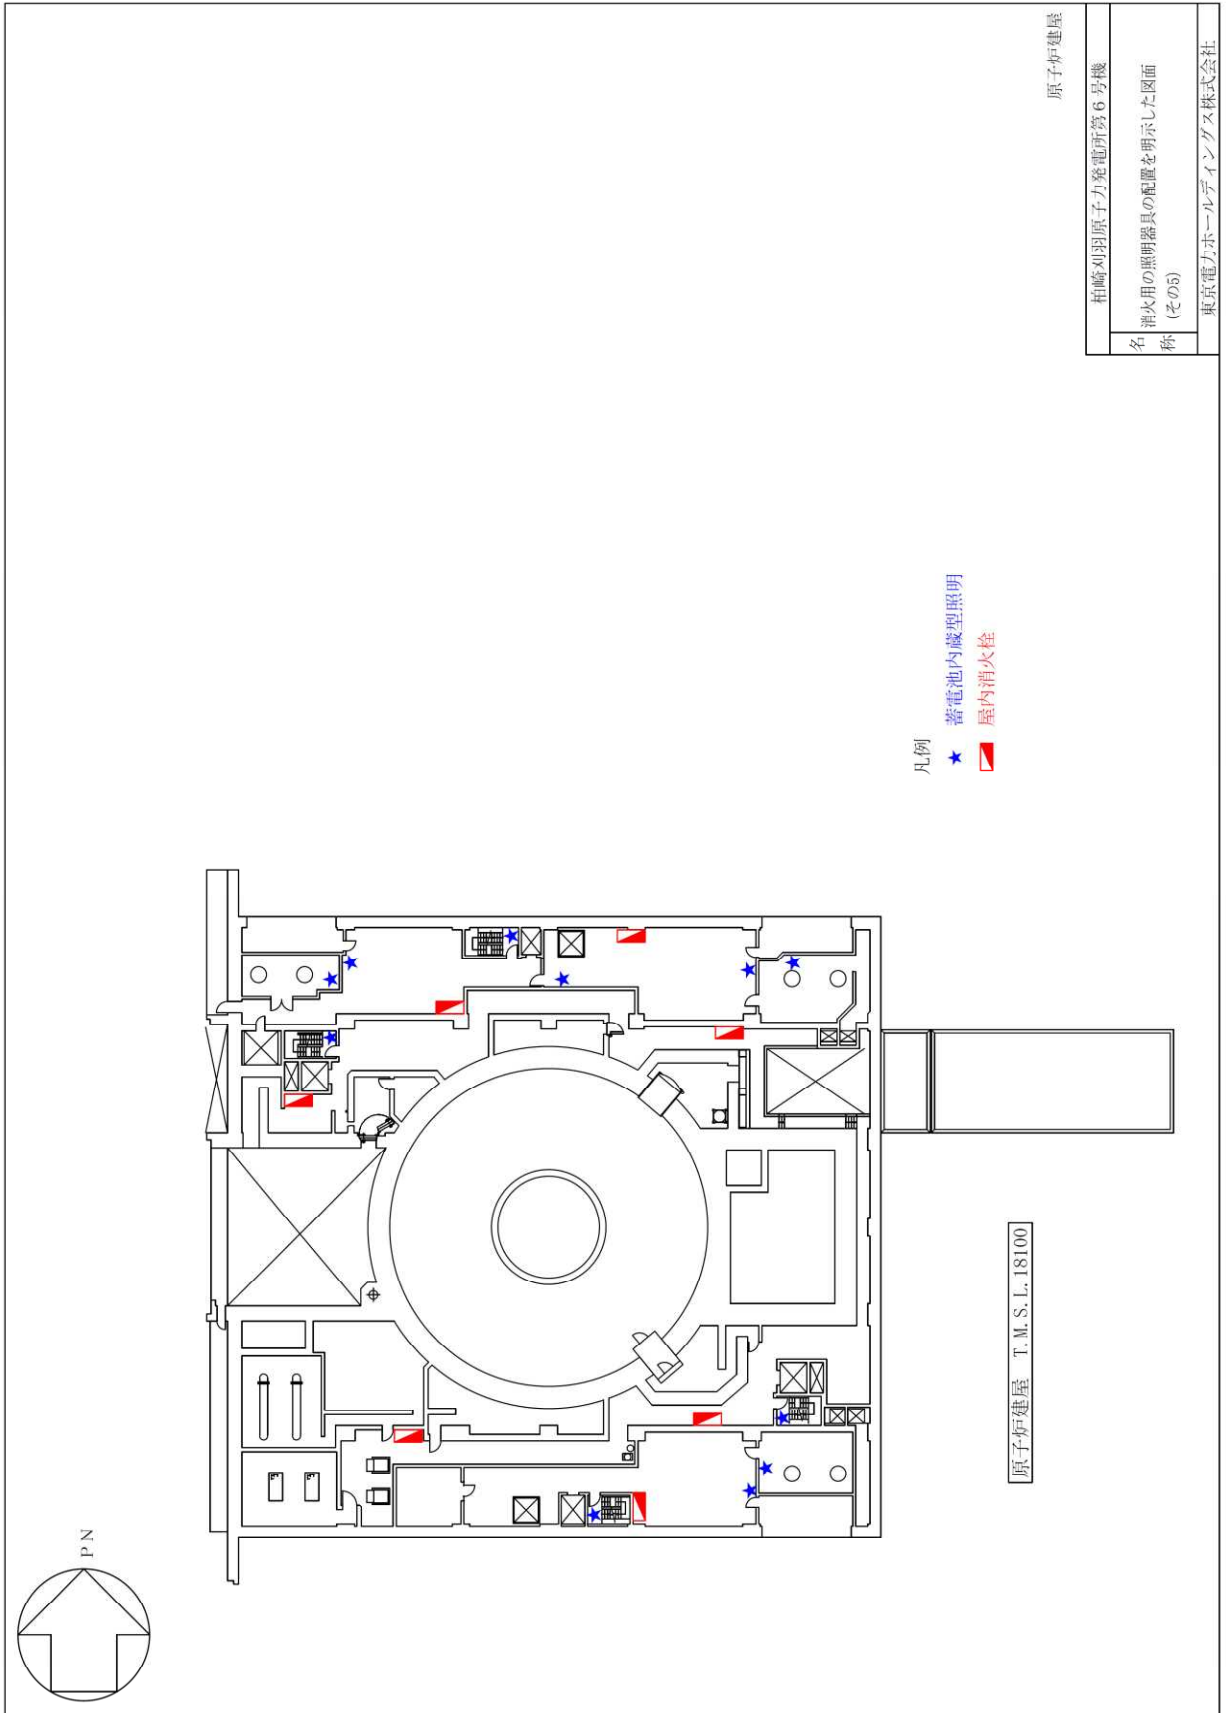 PN
原子炉建屋 T.M.S.L.18100
凡例
蓄電池内蔵型照明
屋内消火栓
原子炉建屋
柏崎刈羽原子力発電所第6号機
名称
消火用の照明器具の配置を明示した図面
(その5)
東京電力ホールディングス株式会社